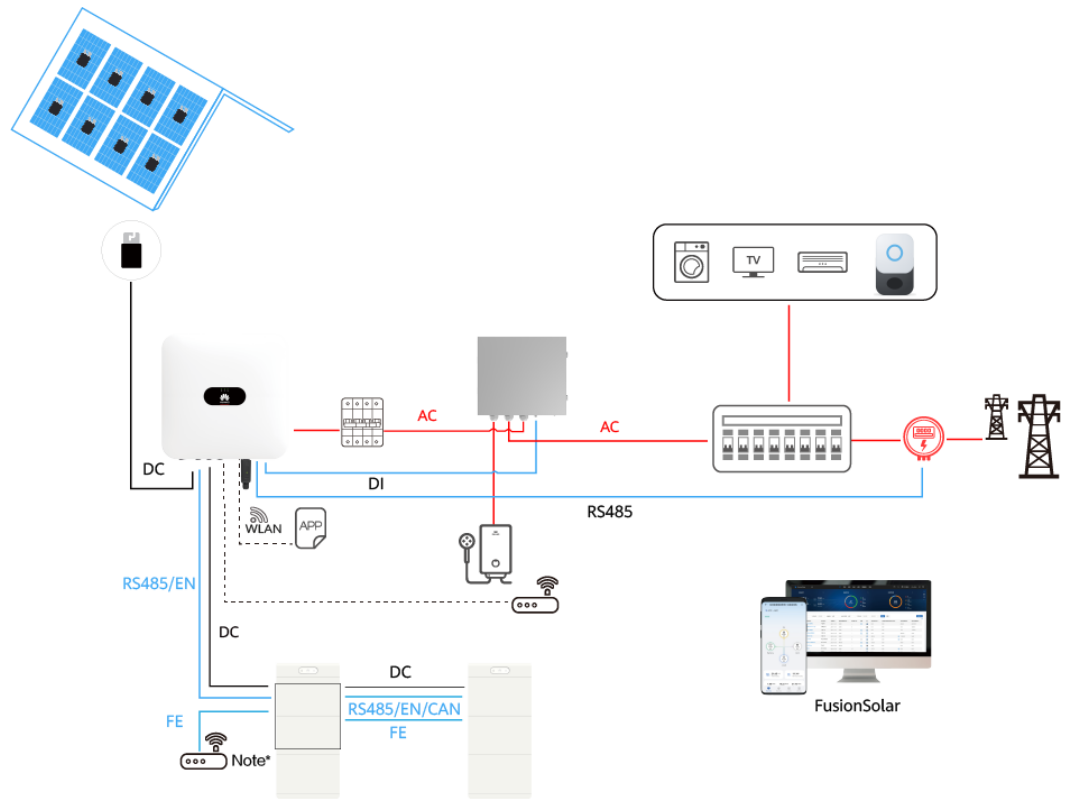 TV
AC
AC
DC
DI
RS485
WLAN
APP
RS485/EN
DC
DC
RS485/EN/CAN
FE
FE
Note*
FusionSolar